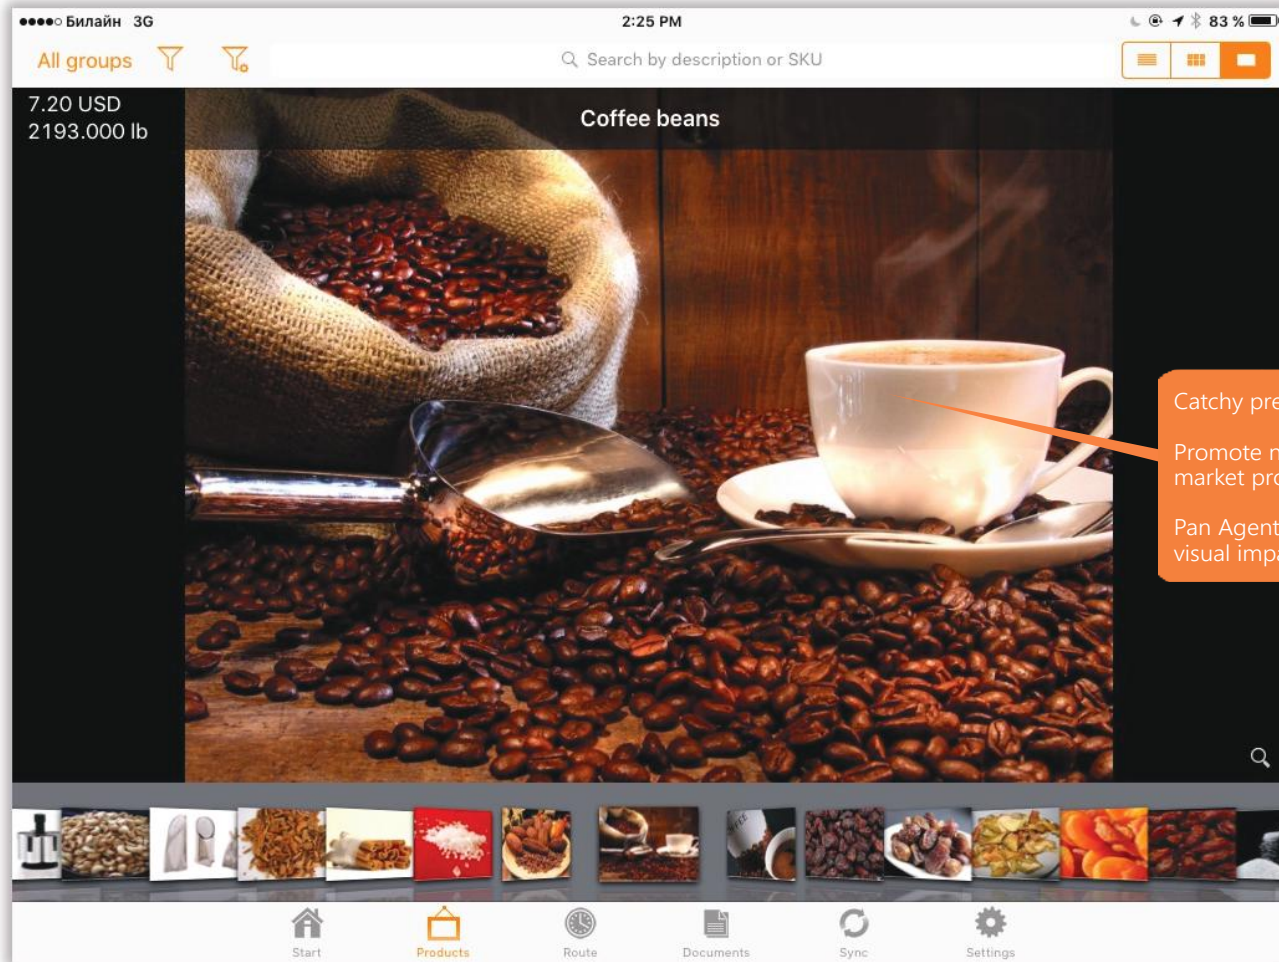 Билайн 3G
2:25 PM
83 %
All groups
Search by description or SKU
7.20 USD
2193.000 lb
Coffee beans
Catchy pre
Promote n
market pro
Pan Agent
visual impa
Start
Products
Route
Documents
Sync
Settings